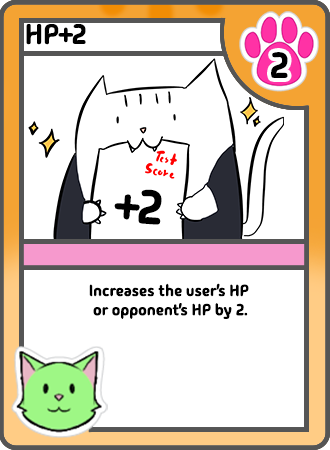 HP+2
2
Test
Score
+2
Increases the user's HP
or opponent's HP by 2.